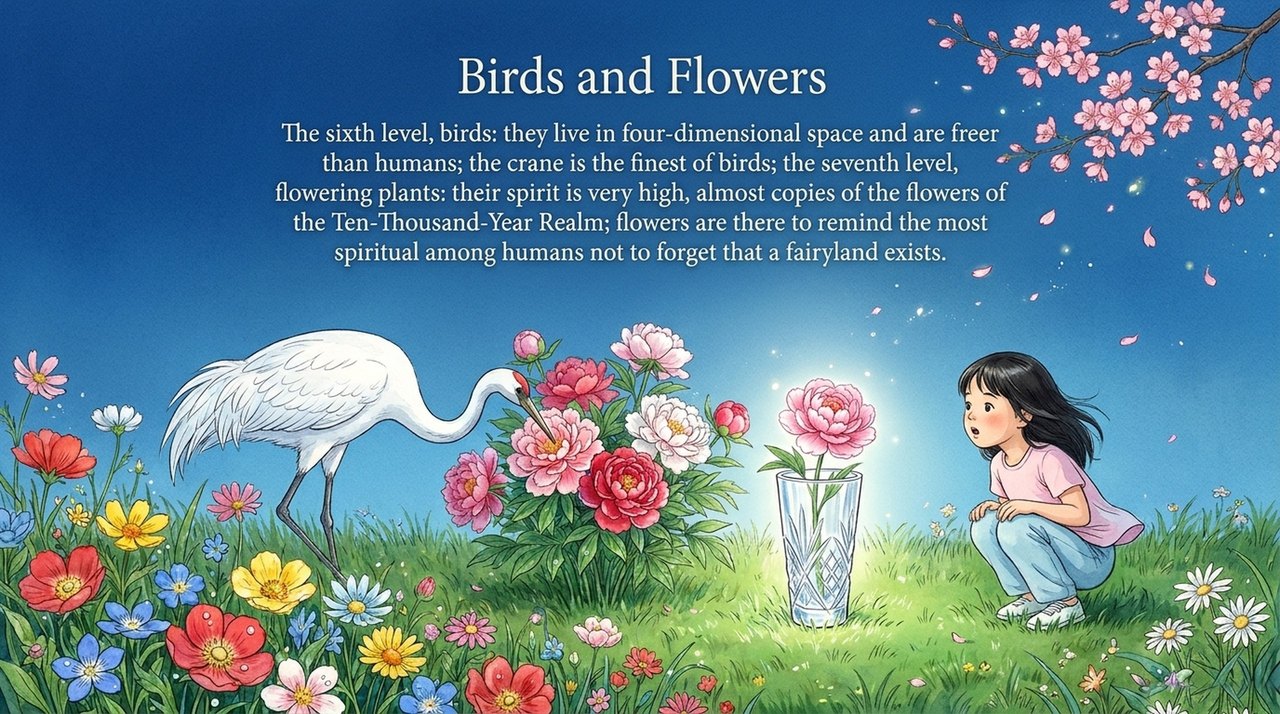 Birds and Flowers
The sixth level, birds: they live in four-dimensional space and are freer
than humans; the crane is the finest of birds; the seventh level,
flowering plants: their spirit is very high, almost copies of the flowers of
the Ten-Thousand-Year Realm; flowers are there to remind the most
spiritual among humans not to forget that a fairyland exists.